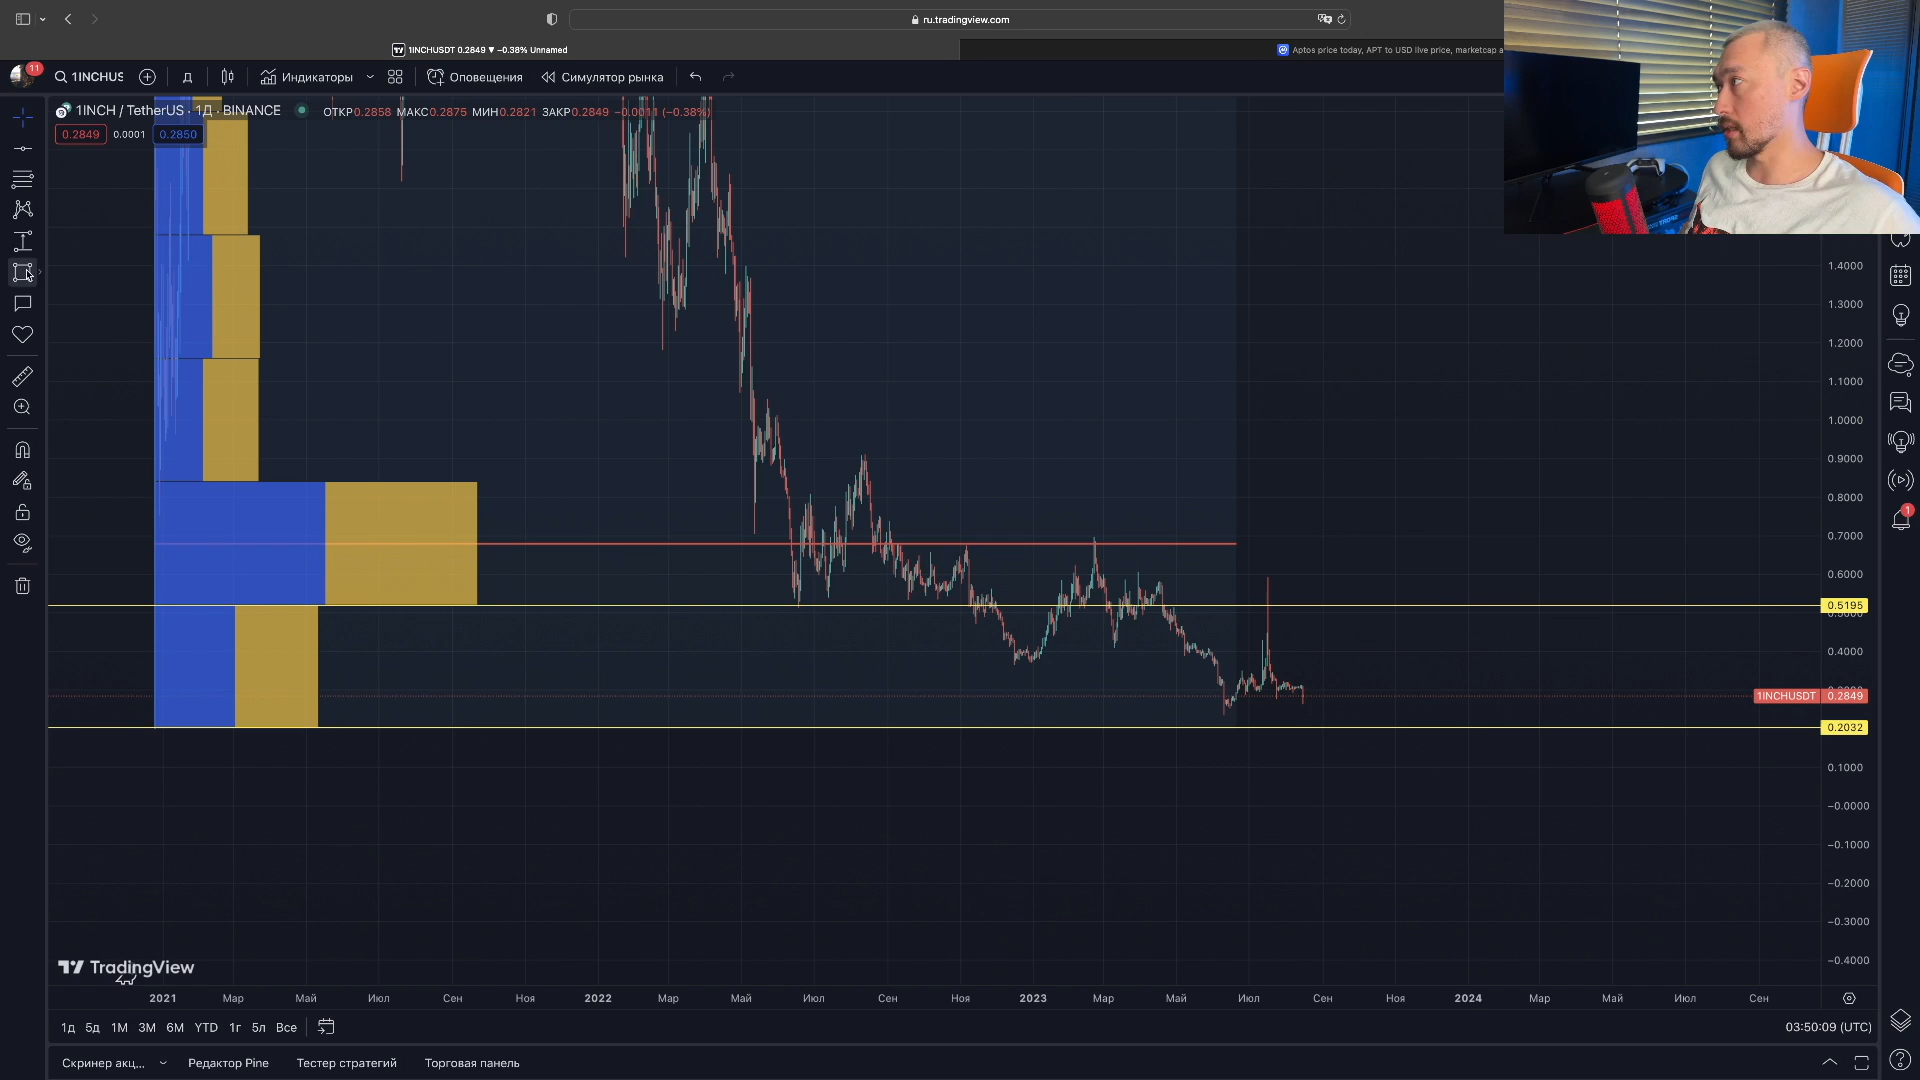 ru.tradingview.com
1INCHUSDT 0.2849 ▼ −0.38% Unnamed
Aptos price today, APT to USD live price, marketcap a
11
1INCHUS
Д
Индикаторы
Оповещения
Симулятор рынка
1INCH / TetherUS · 1Д · BINANCE
ОТКР0.2858 МАКС0.2875 МИН0.2821 ЗАКР0.2849 −0.0011 (−0.38%)
0.2849
0.0001
0.2850
1.4000
1.3000
1.2000
1.1000
1.0000
0.9000
0.8000
0.7000
0.6000
0.5195
0.4000
1INCHUSDT 0.2849
0.2032
0.1000
−0.0000
−0.1000
−0.2000
−0.3000
−0.4000
1
TradingView
2021 Мар Май Июл Сен Ноя 2022 Мар Май Июл Сен Ноя 2023 Мар Май Июл Сен Ноя 2024 Мар Май Июл Сен
1д 5д 1М 3М 6М YTD 1г 5л Все
03:50:09 (UTC)
Скринер акц... Редактор Pine Тестер стратегий Торговая панель